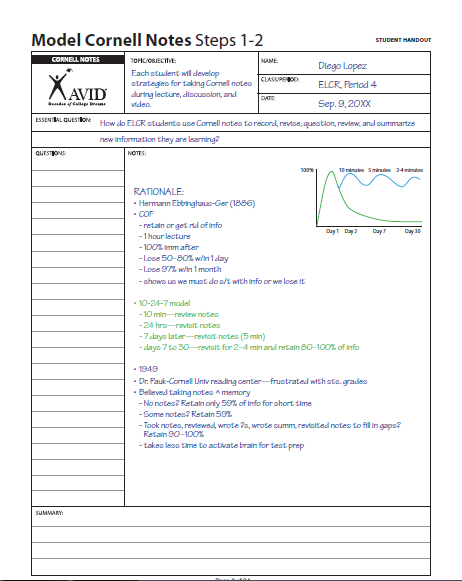 Model Cornell Notes Steps 1-2
STUDENT HANDOUT
CORNELL NOTES
AVID
Decades of College Dreams
TOPIC/OBJECTIVE:
Each student will develop
strategies for taking Cornell notes
during lecture, discussion, and
video.
NAME:
Diego Lopez
CLASS/PERIOD:
ELCR, Period 4
DATE:
Sep. 9, 20XX
ESSENTIAL QUESTION: How do ELCR students use Cornell notes to record, revise, question, review, and summarize
new information they are learning?
QUESTIONS:
NOTES:
100%
10 minutes 5 minutes 2-4 minutes
Day 1 Day 2 Day 7 Day 30
RATIONALE:
• Hermann Ebbinghaus-Ger (1886)
• COF
- retain or get rid of info
- 1 hour lecture
- 100% imm after
- Lose 50-80% w/in 1 day
- Lose 97% w/in 1 month
- shows us we must do s/t with info or we lose it
• 10-24-7 model
- 10 min—review notes
- 24 hrs—revisit notes
- 7 days later—revisit notes (5 min)
- days 7 to 30—revisit for 2-4 min and retain 80-100% of info
• 1949
• Dr. Pauk-Cornell Univ reading center—frustrated with sts. grades
• Believed taking notes ^ memory
- No notes? Retain only 59% of info for short time
- Some notes? Retain 59%
- Took notes, reviewed, wrote ?s, wrote summ, revisited notes to fill in gaps?
Retain 90-100%
- takes less time to activate brain for test prep
SUMMARY: